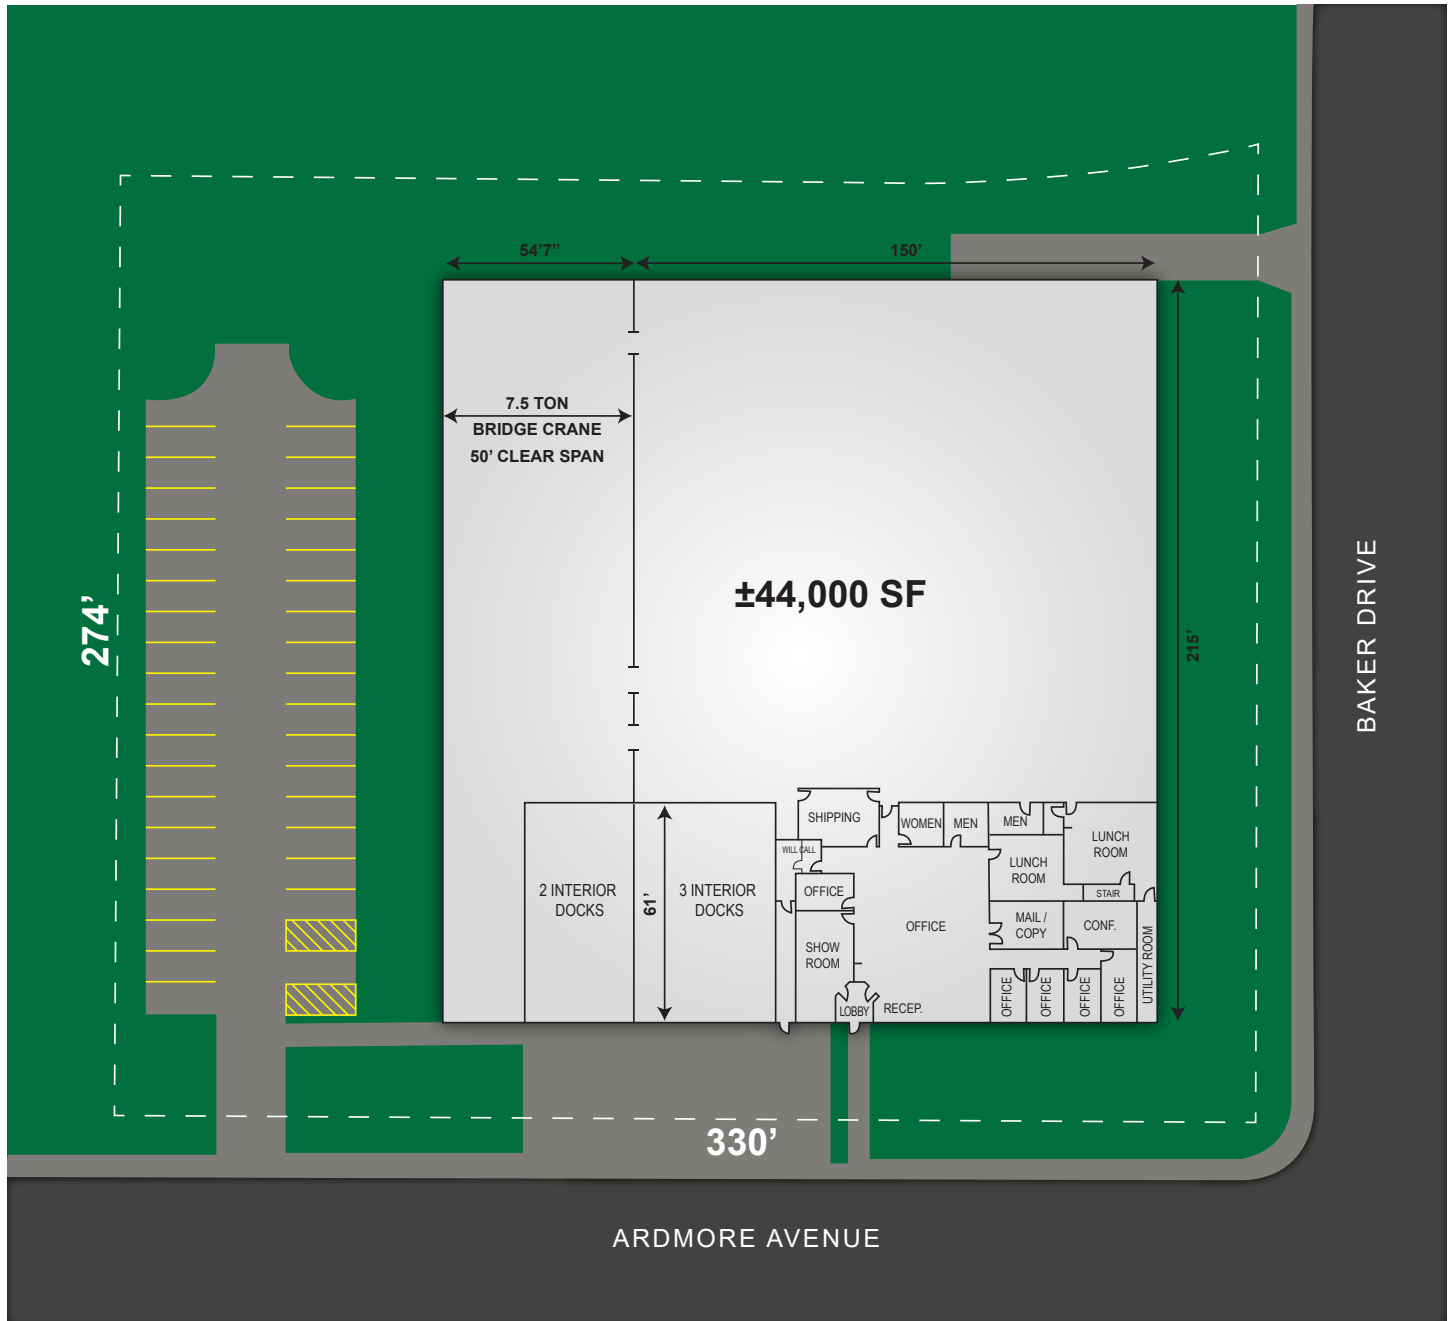 54’7”
150’
7.5 TON
BRIDGE CRANE
50’ CLEAR SPAN
±44,000 SF
274’
215’
BAKER DRIVE
SHIPPING
WOMEN
MEN
MEN
LUNCH
ROOM
WILL CALL
LUNCH
ROOM
2 INTERIOR
DOCKS
61’
3 INTERIOR
DOCKS
OFFICE
STAIR
OFFICE
MAIL /
COPY
CONF.
SHOW
ROOM
UTILITY ROOM
OFFICE
OFFICE
OFFICE
OFFICE
LOBBY
RECEP.
330’
ARDMORE AVENUE